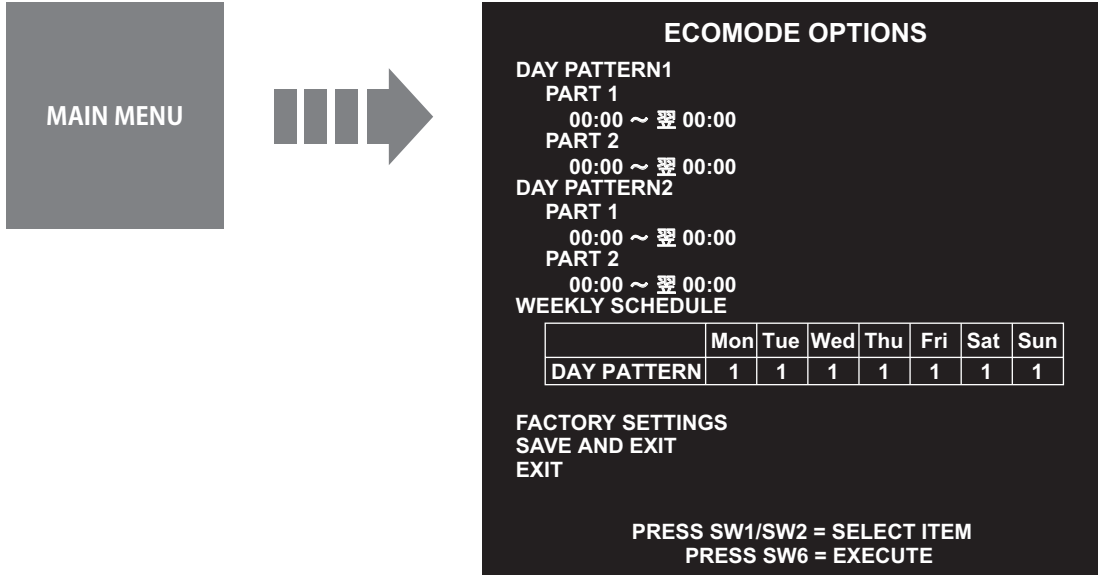 MAIN MENU
ECOMODE OPTIONS
DAY PATTERN1
PART 1
00:00 ～ 翌 00:00
PART 2
00:00 ～ 翌 00:00
DAY PATTERN2
PART 1
00:00 ～ 翌 00:00
PART 2
00:00 ～ 翌 00:00
WEEKLY SCHEDULE
Mon Tue Wed Thu Fri Sat Sun
DAY PATTERN 1 1 1 1 1 1 1
FACTORY SETTINGS
SAVE AND EXIT
EXIT
PRESS SW1/SW2 = SELECT ITEM
PRESS SW6 = EXECUTE